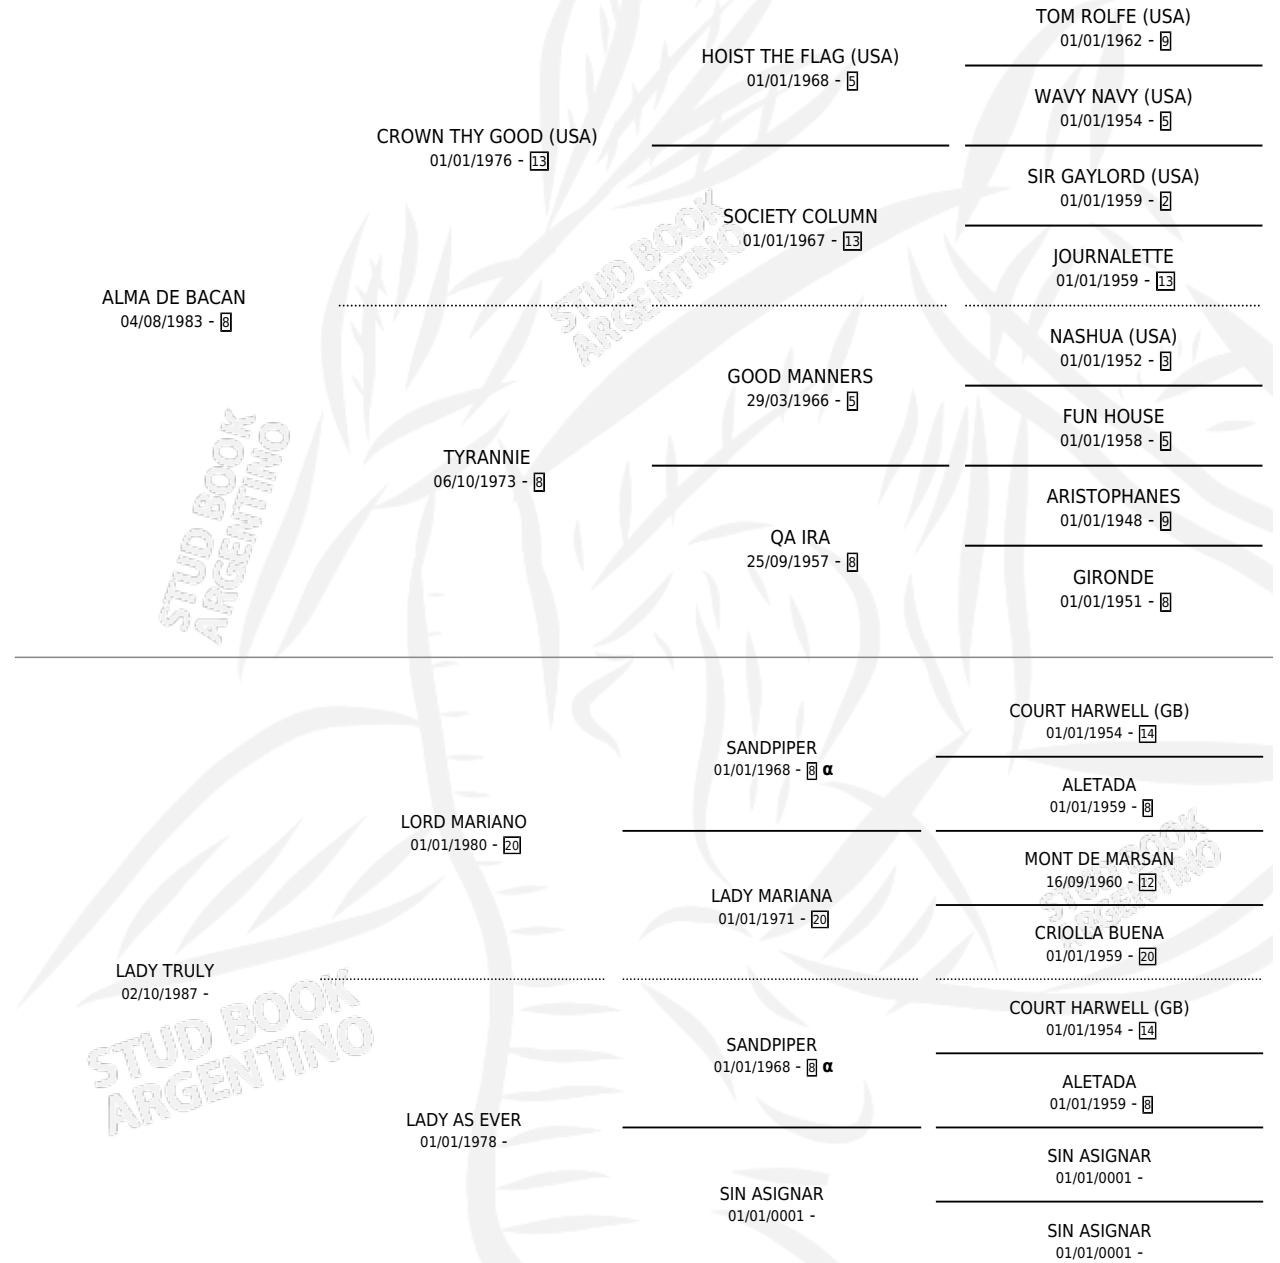 TOM ROLFE (USA)
01/01/1962 - 9
HOIST THE FLAG (USA)
01/01/1968 - 5
WAVY NAVY (USA)
01/01/1954 - 5
CROWN THY GOOD (USA)
01/01/1976 - 13
SIR GAYLORD (USA)
01/01/1959 - 2
SOCIETY COLUMN
01/01/1967 - 13
JOURNALETTE
01/01/1959 - 13
ALMA DE BACAN
04/08/1983 - 8
NASHUA (USA)
01/01/1952 - 3
GOOD MANNERS
29/03/1966 - 5
FUN HOUSE
01/01/1958 - 5
TYRANNIE
06/10/1973 - 8
ARISTOPHANES
01/01/1948 - 9
QA IRA
25/09/1957 - 8
GIRONDE
01/01/1951 - 8
COURT HARWELL (GB)
01/01/1954 - 14
SANDPIPER
01/01/1968 - 8 α
ALETADA
01/01/1959 - 8
LORD MARIANO
01/01/1980 - 20
MONT DE MARSAN
16/09/1960 - 12
LADY MARIANA
01/01/1971 - 20
CRIOLLA BUENA
01/01/1959 - 20
LADY TRULY
02/10/1987 -
COURT HARWELL (GB)
01/01/1954 - 14
SANDPIPER
01/01/1968 - 8 α
ALETADA
01/01/1959 - 8
LADY AS EVER
01/01/1978 -
SIN ASIGNAR
01/01/0001 -
SIN ASIGNAR
01/01/0001 -
SIN ASIGNAR
01/01/0001 -
STUD BOOK
ARGENTINO
STUD BOOK
ARGENTINO
STUD BOOK
ARGENTINO
STUD BOOK
ARGENTINO